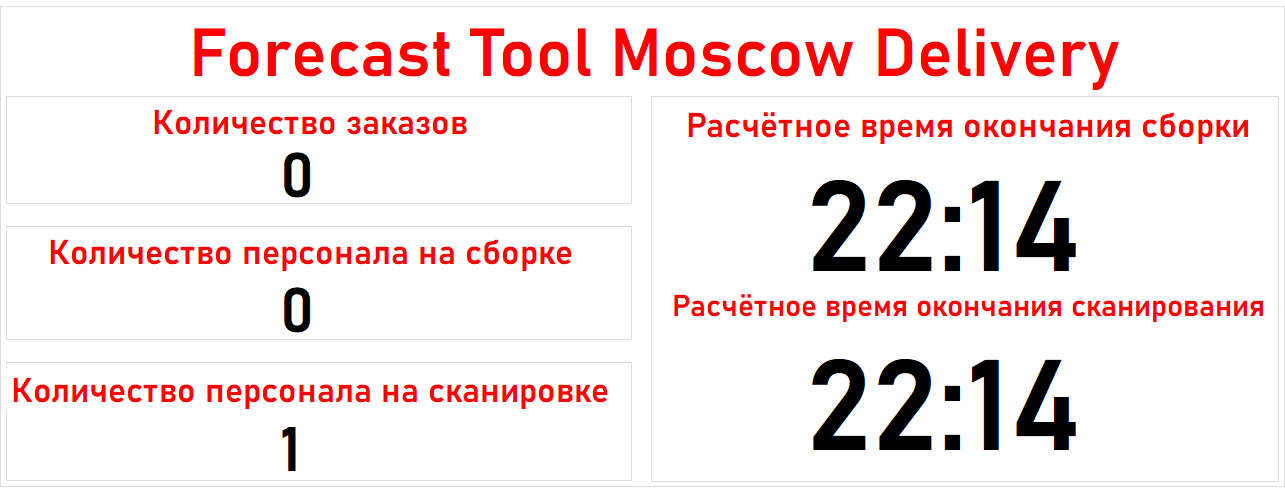 Forecast Tool Moscow Delivery
Количество заказов
0
Количество персонала на сборке
0
Количество персонала на сканировке
1
Расчётное время окончания сборки
22:14
Расчётное время окончания сканирования
22:14